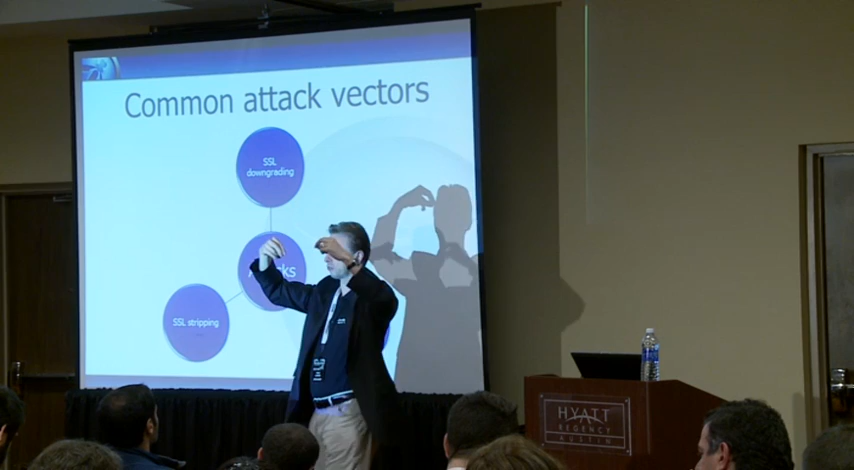 Common attack vectors
SSL
downgrading
SSL stripping
HYATT
REGENCY
AUSTIN